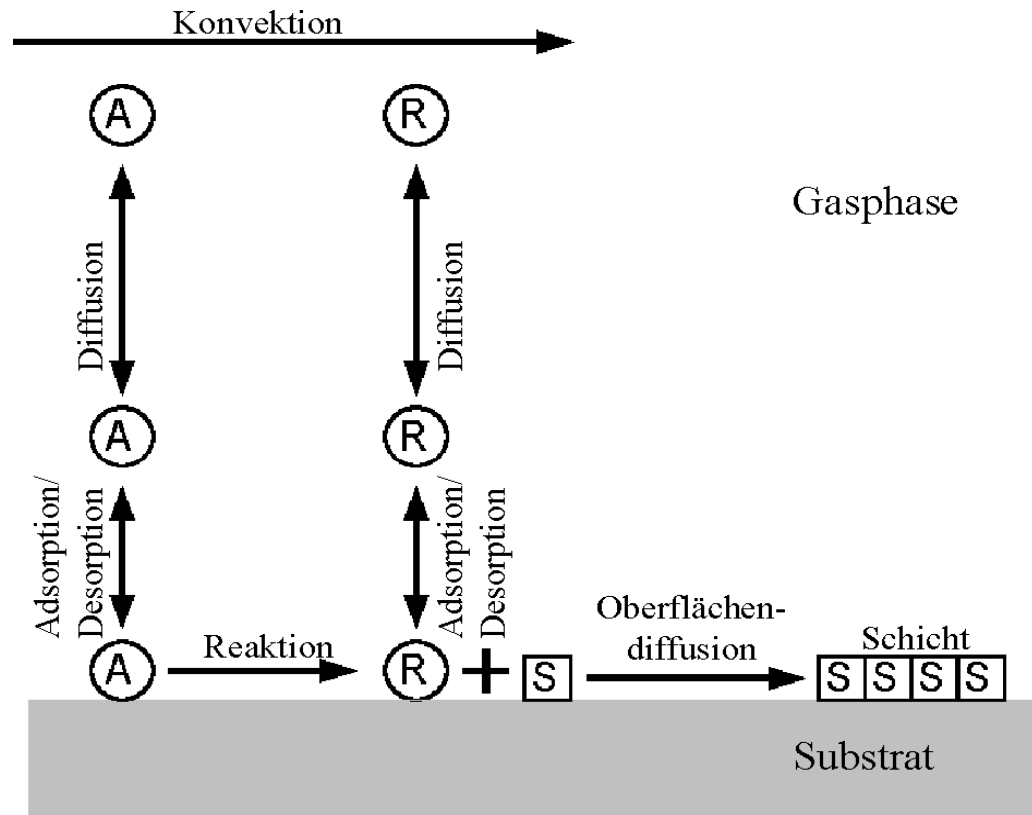 Konvektion
A
R
Gasphase
Diffusion
Diffusion
A
R
Adsorption/
Desorption
Adsorption/
Desorption
A
Reaktion
R
+
S
Oberflächen-
diffusion
Schicht
S S S S
Substrat